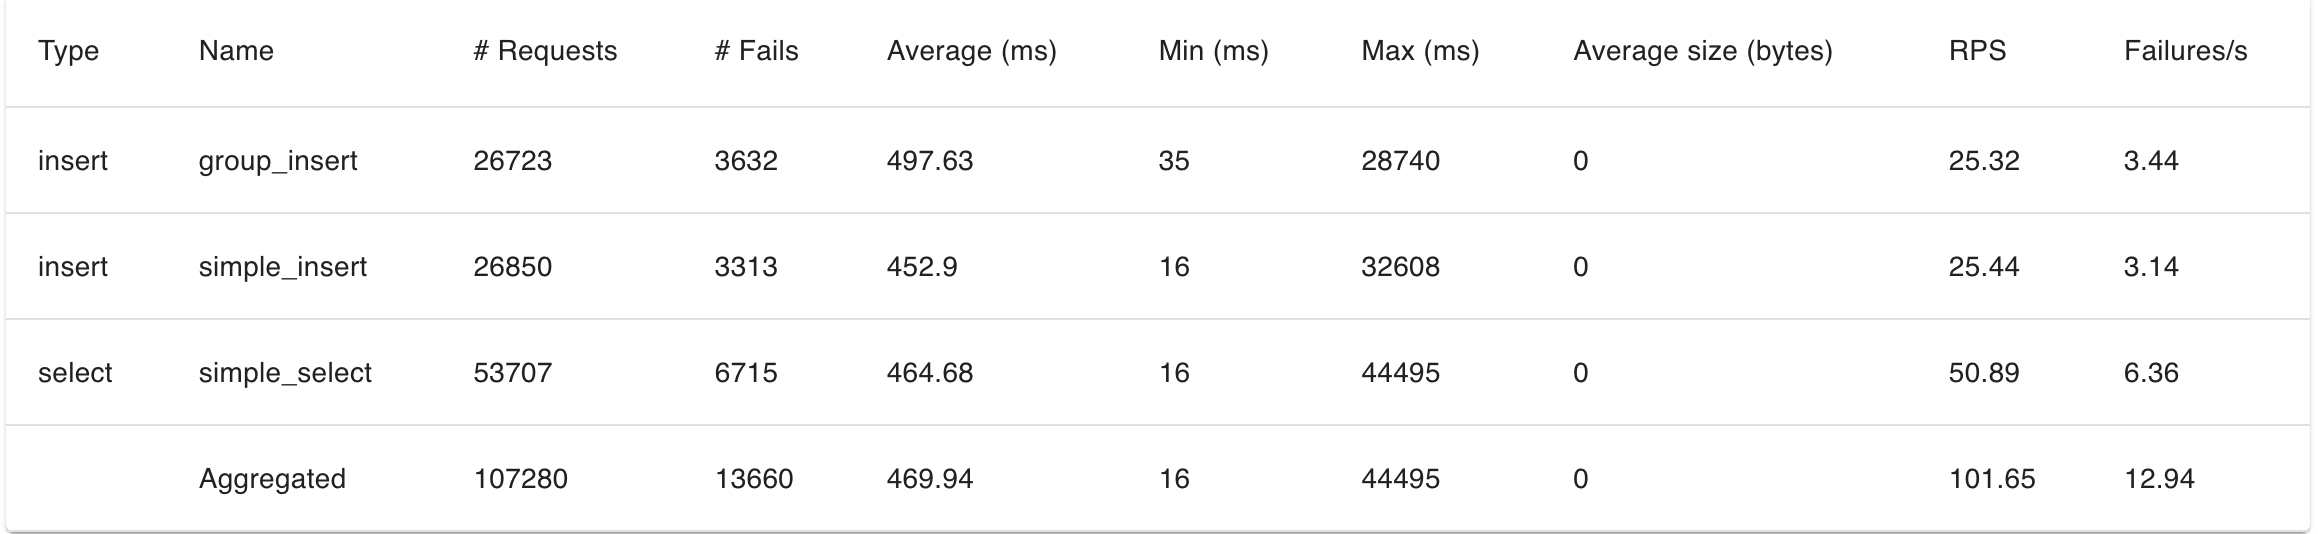 Type Name # Requests # Fails Average (ms) Min (ms) Max (ms) Average size (bytes) RPS Failures/s
insert group_insert 26723 3632 497.63 35 28740 0 25.32 3.44
insert simple_insert 26850 3313 452.9 16 32608 0 25.44 3.14
select simple_select 53707 6715 464.68 16 44495 0 50.89 6.36
Aggregated 107280 13660 469.94 16 44495 0 101.65 12.94